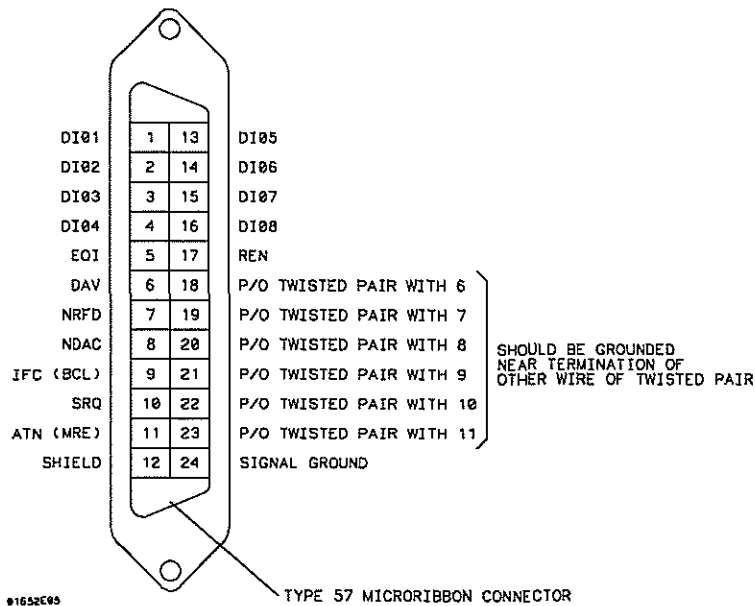 DI01 1 13 DI05
DI02 2 14 DI06
DI03 3 15 DI07
DI04 4 16 DI08
EOI 5 17 REN
DAV 6 18 P/O TWISTED PAIR WITH 6
NRFD 7 19 P/O TWISTED PAIR WITH 7
NDAC 8 20 P/O TWISTED PAIR WITH 8
IFC (BCL) 9 21 P/O TWISTED PAIR WITH 9
SRQ 10 22 P/O TWISTED PAIR WITH 10
ATN (MRE) 11 23 P/O TWISTED PAIR WITH 11
SHIELD 12 24 SIGNAL GROUND
SHOULD BE GROUNDED
NEAR TERMINATION OF
OTHER WIRE OF TWISTED PAIR
TYPE 57 MICRORIBBON CONNECTOR
01652E05